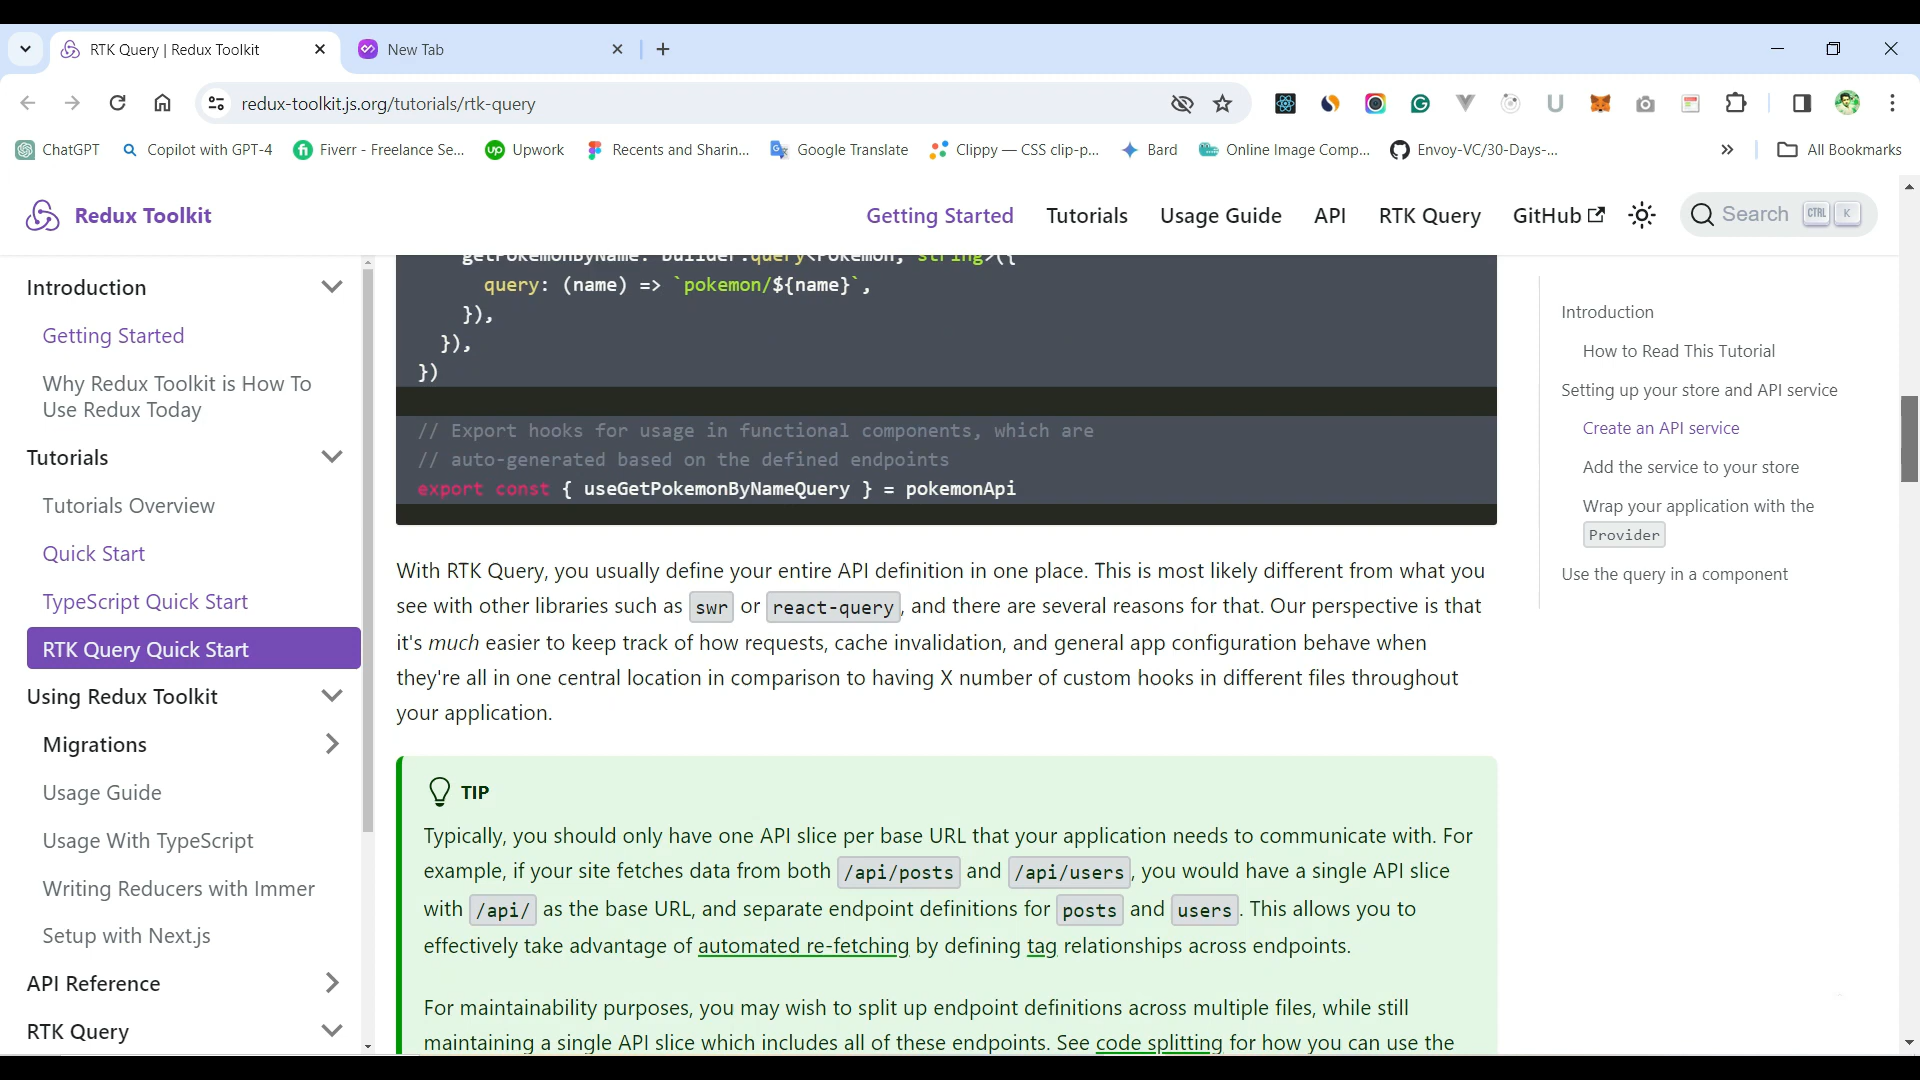 RTK Query | Redux Toolkit
New Tab
redux-toolkit.js.org/tutorials/rtk-query
ChatGPT
Copilot with GPT-4
Fiverr - Freelance Se...
Upwork
Recents and Sharin...
Google Translate
Clippy — CSS clip-p...
Bard
Online Image Comp...
Envoy-VC/30-Days-...
All Bookmarks
Redux Toolkit
Getting Started
Tutorials
Usage Guide
API
RTK Query
GitHub
Search
CTRL
K
Introduction
Getting Started
Why Redux Toolkit is How To
Use Redux Today
Tutorials
Tutorials Overview
Quick Start
TypeScript Quick Start
RTK Query Quick Start
Using Redux Toolkit
Migrations
Usage Guide
Usage With TypeScript
Writing Reducers with Immer
Setup with Next.js
API Reference
RTK Query
getPokemonByName: builder.query<Pokemon, string>({
query: (name) => `pokemon/${name}`,
}),
}),
})
// Export hooks for usage in functional components, which are
// auto-generated based on the defined endpoints
export const { useGetPokemonByNameQuery } = pokemonApi
With RTK Query, you usually define your entire API definition in one place. This is most likely different from what you
see with other libraries such as swr or react-query, and there are several reasons for that. Our perspective is that
it's much easier to keep track of how requests, cache invalidation, and general app configuration behave when
they're all in one central location in comparison to having X number of custom hooks in different files throughout
your application.
TIP
Typically, you should only have one API slice per base URL that your application needs to communicate with. For
example, if your site fetches data from both /api/posts and /api/users, you would have a single API slice
with /api/ as the base URL, and separate endpoint definitions for posts and users. This allows you to
effectively take advantage of automated re-fetching by defining tag relationships across endpoints.
For maintainability purposes, you may wish to split up endpoint definitions across multiple files, while still
maintaining a single API slice which includes all of these endpoints. See code splitting for how you can use the
Introduction
How to Read This Tutorial
Setting up your store and API service
Create an API service
Add the service to your store
Wrap your application with the
Provider
Use the query in a component